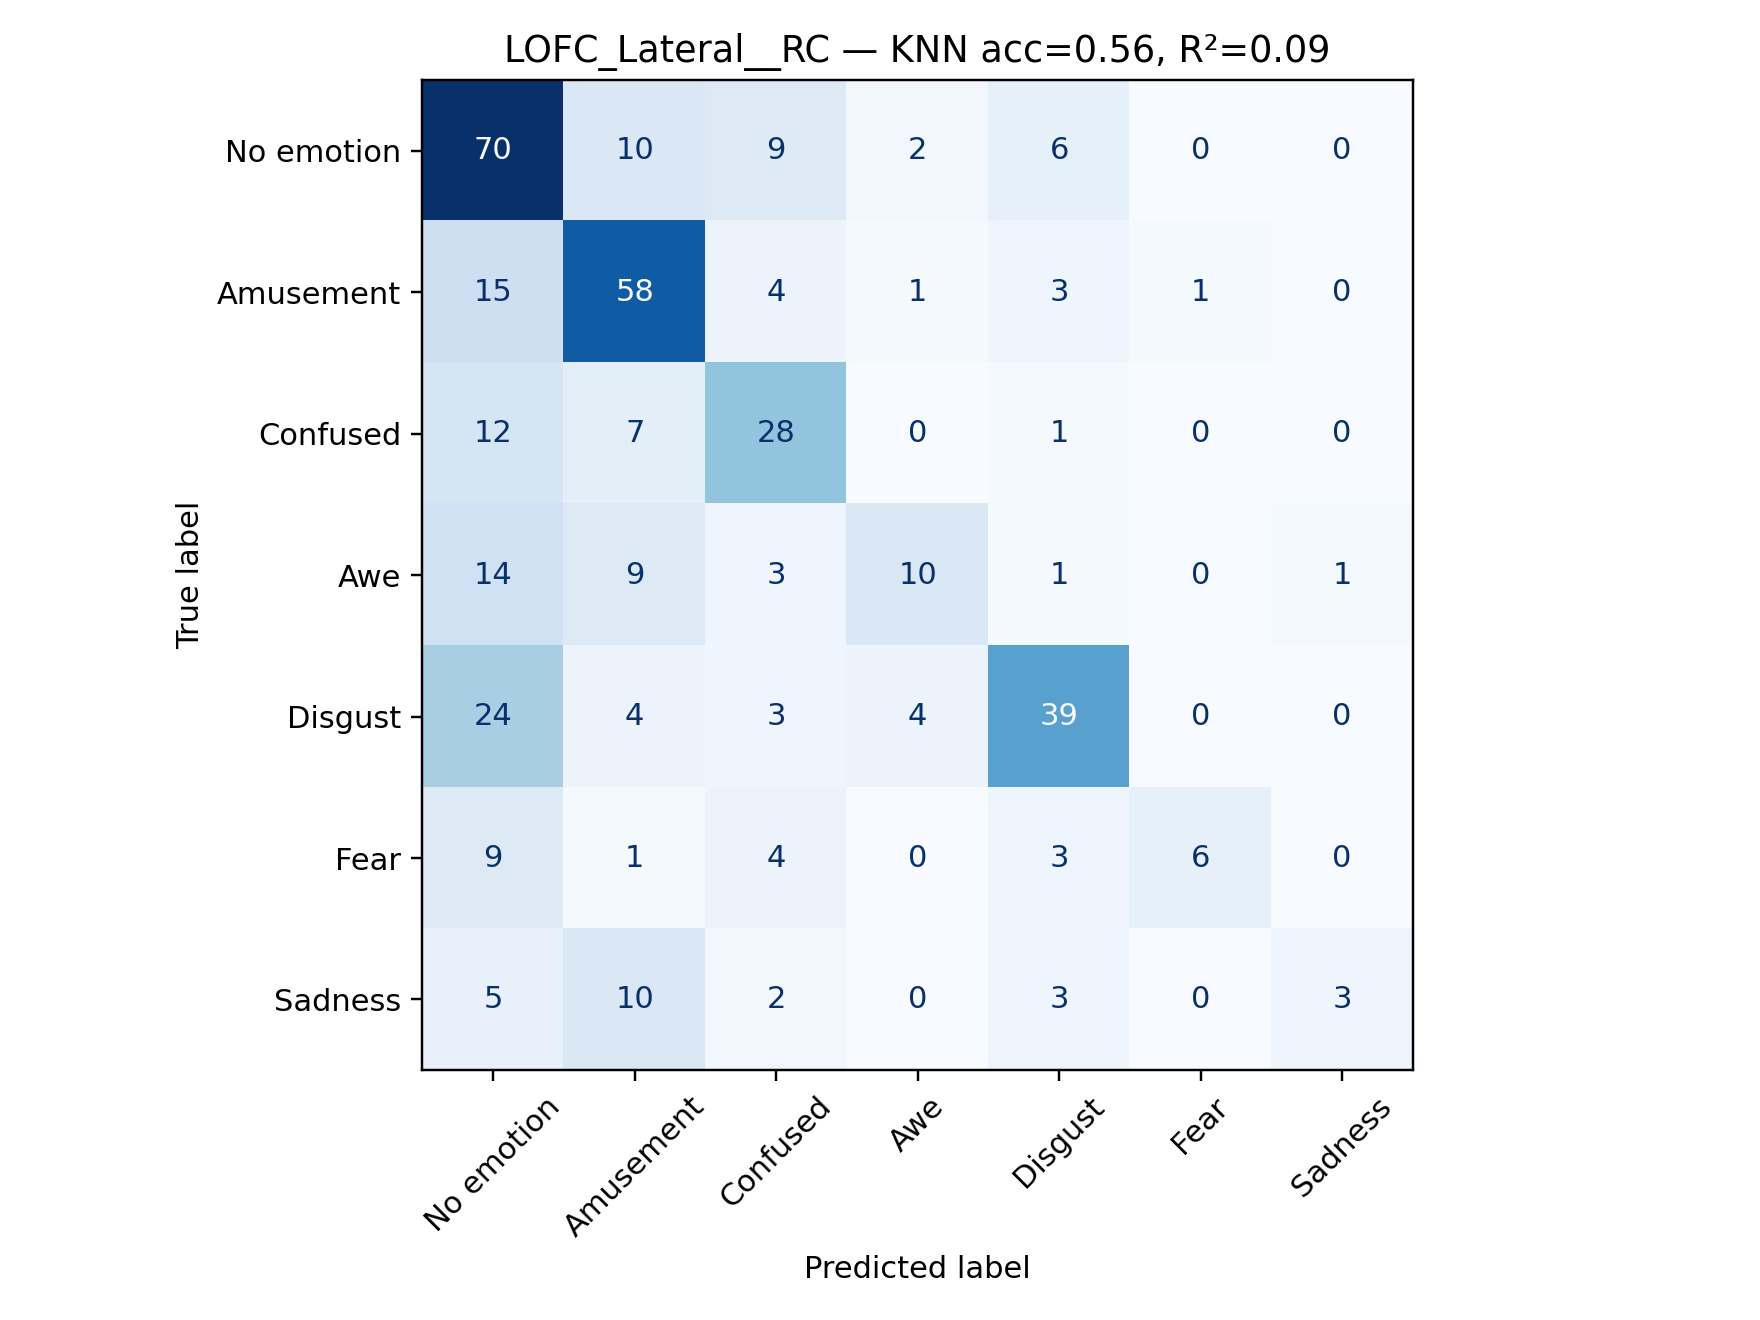 LOFC_Lateral__RC — KNN acc=0.56, R²=0.09
No emotion 70 10 9 2 6 0 0
Amusement 15 58 4 1 3 1 0
Confused 12 7 28 0 1 0 0
Awe 14 9 3 10 1 0 1
Disgust 24 4 3 4 39 0 0
Fear 9 1 4 0 3 6 0
Sadness 5 10 2 0 3 0 3
True label
No emotion Amusement Confused Awe Disgust Fear Sadness
Predicted label